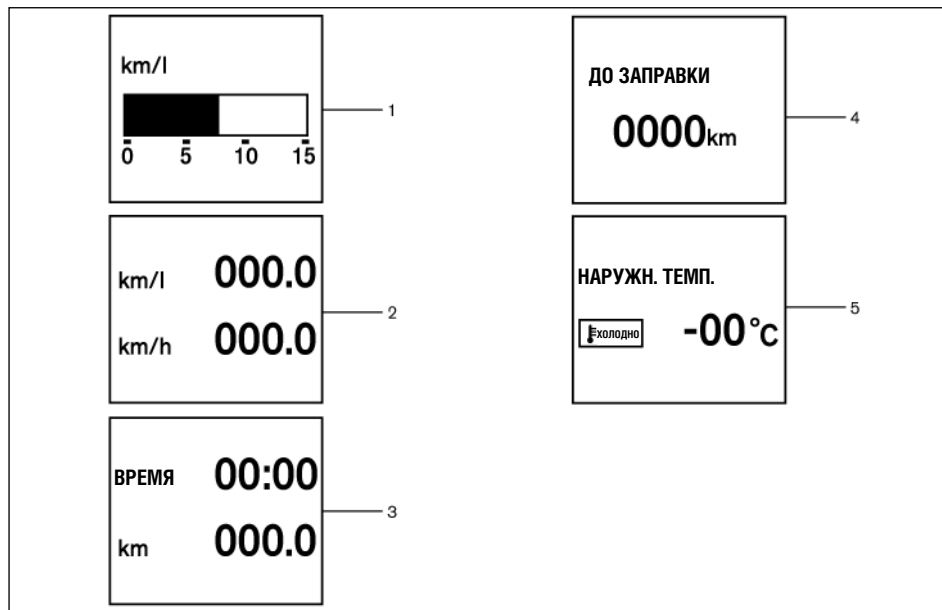 km/l
0 5 10 15
1
km/l 000.0
km/h 000.0
2
ВРЕМЯ 00:00
km 000.0
3
ДО ЗАПРАВКИ
0000km
4
НАРУЖН. ТЕМП.
ХОЛОДНО -00°C
5